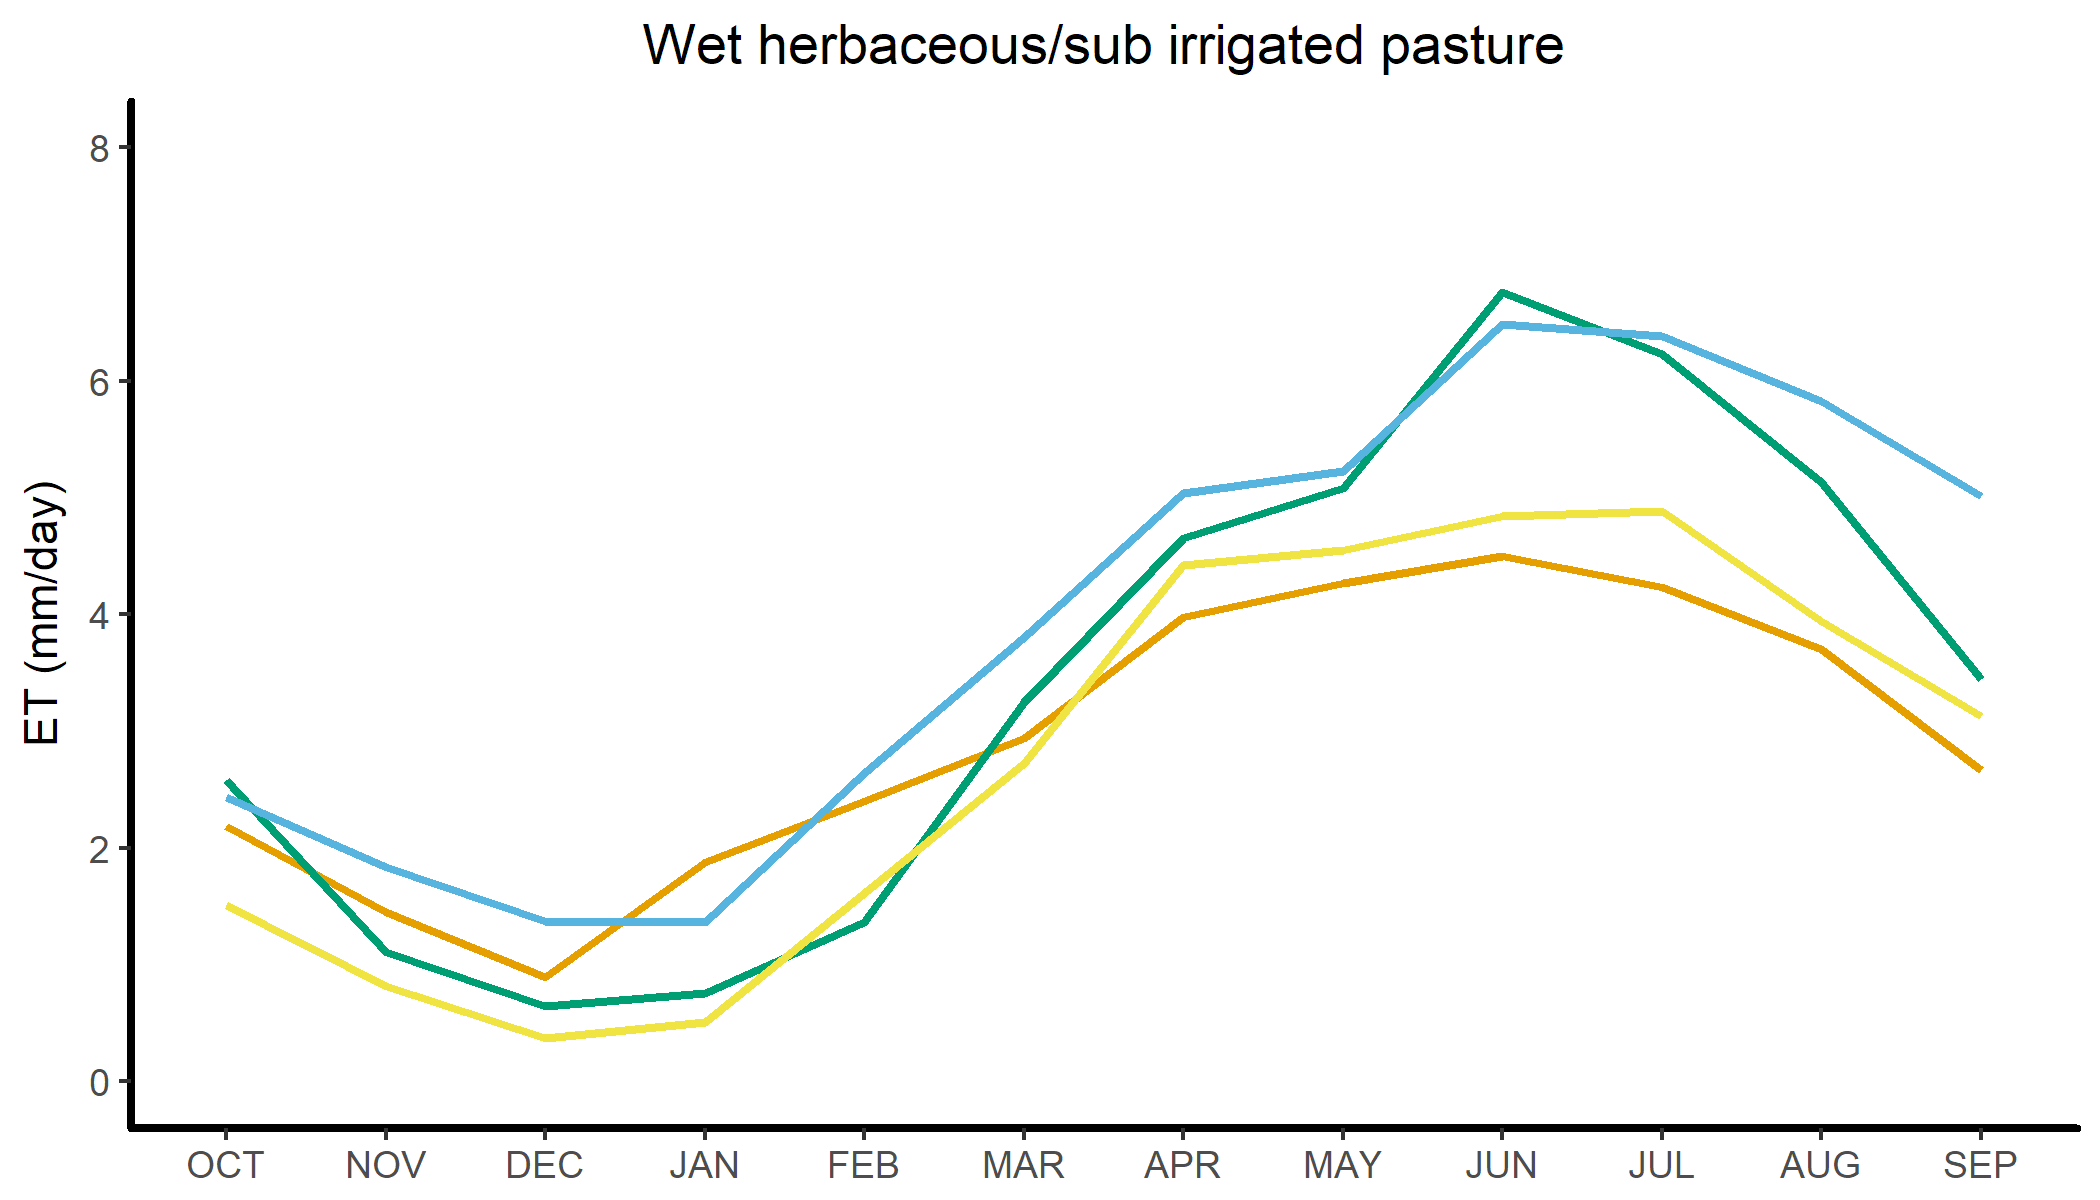 Wet herbaceous/sub irrigated pasture
ET (mm/day)
8
6
4
2
0
OCT NOV DEC JAN FEB MAR APR MAY JUN JUL AUG SEP